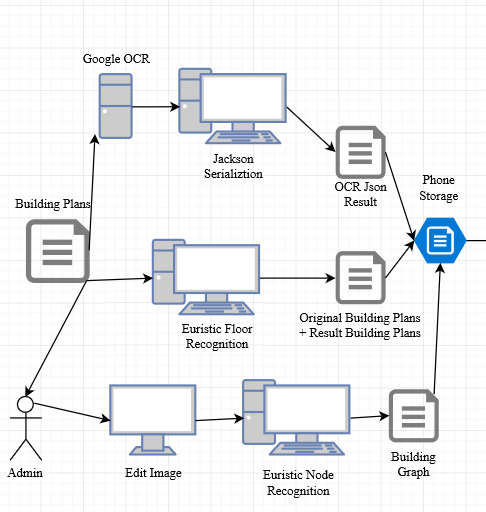 Google OCR
Jackson
Serializtion
OCR Json
Result
Phone
Storage
Building Plans
Euristic Floor
Recognition
Original Building Plans
+ Result Building Plans
Admin
Edit Image
Euristic Node
Recognition
Building
Graph